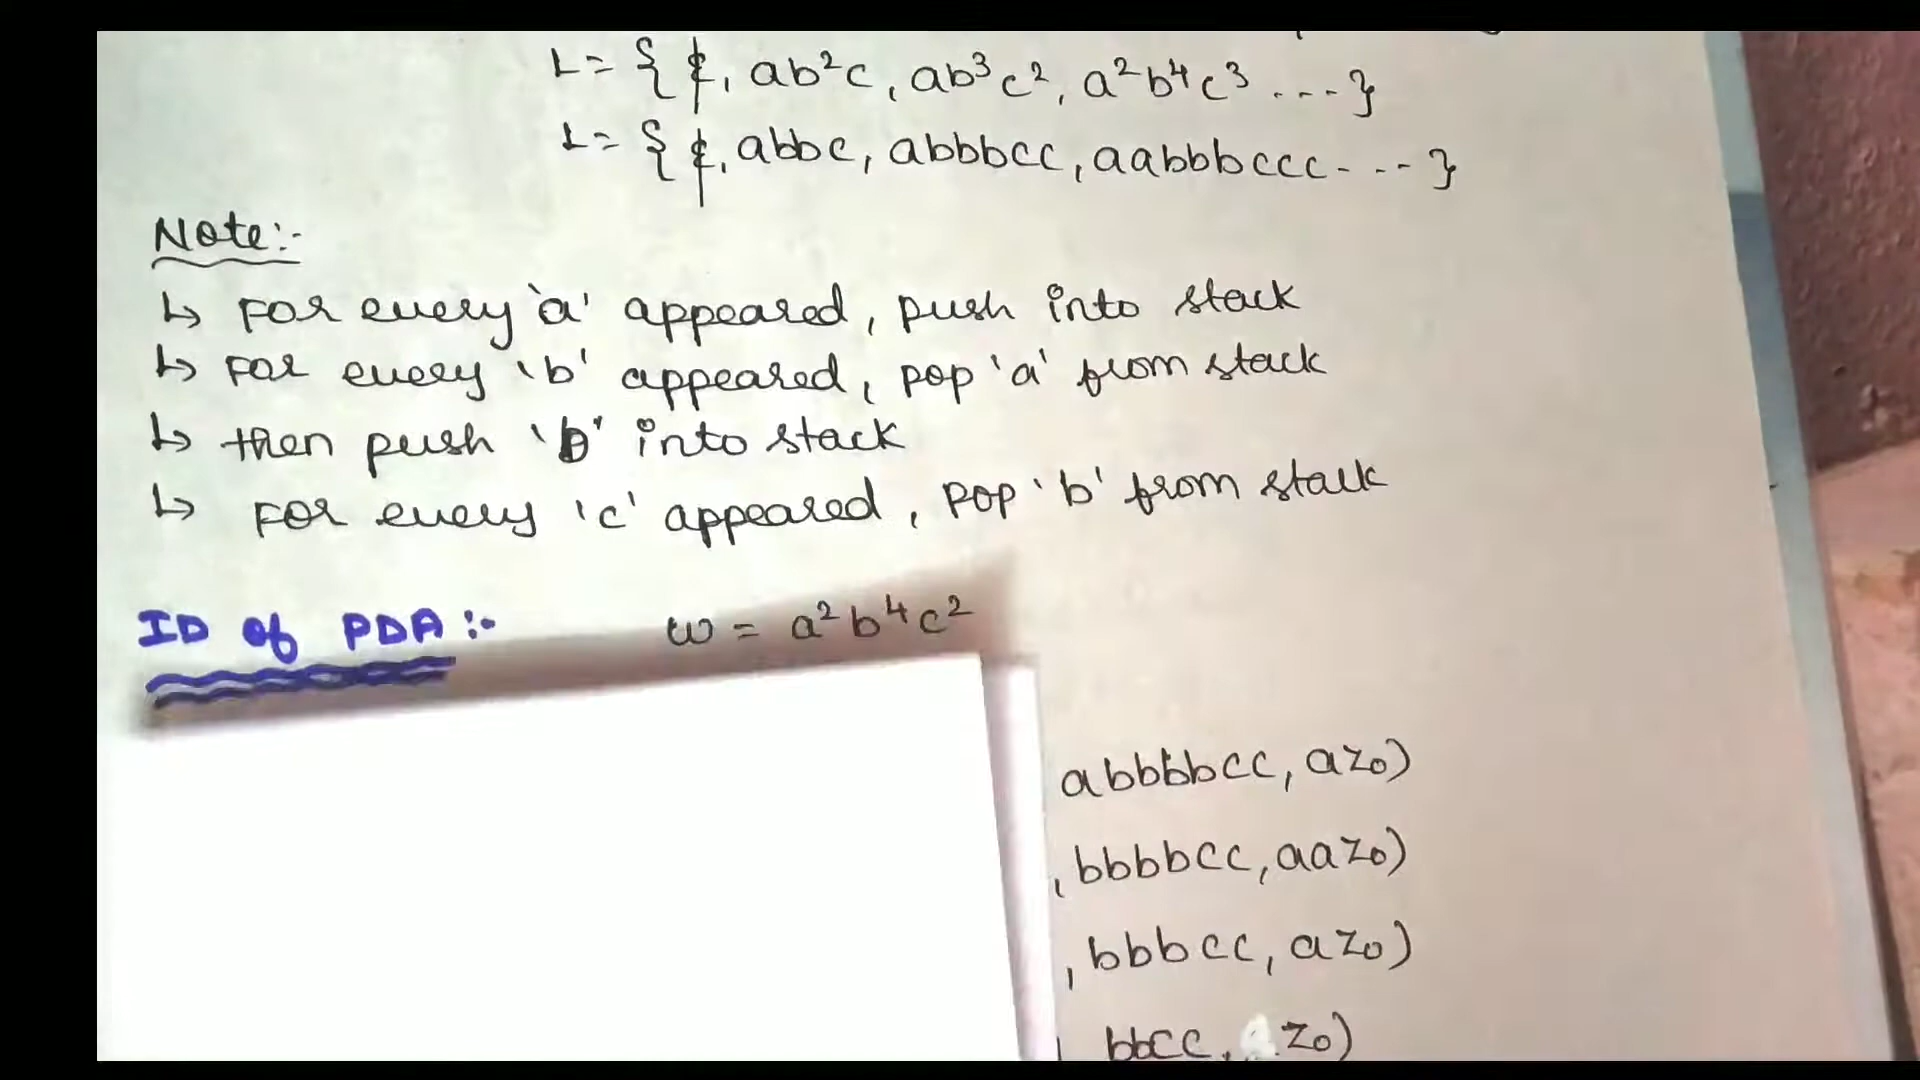 L = { ¢, ab²c, ab³c², a²b⁴c³ ....}
L = { ¢, abbc, abbbcc, aabbbccc- - - - }
Note:-
↳ For every 'a' appeared, push into stack
↳ For every 'b' appeared, pop 'a' from stack
↳ then push 'b' into stack
↳ For every 'c' appeared, pop 'b' from stack
ID of PDA :-
w = a²b⁴c²
abbbbcc, az₀)
, bbbbcc, aaz₀)
, bbbcc, az₀)
, bbcc, z₀)